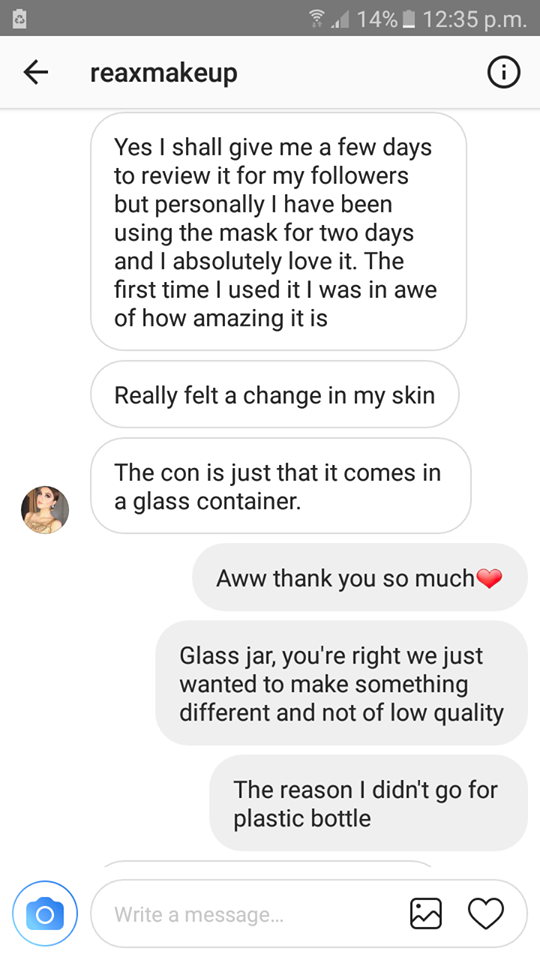 14% 12:35 p.m.
reaxmakeup
Yes I shall give me a few days
to review it for my followers
but personally I have been
using the mask for two days
and I absolutely love it. The
first time I used it I was in awe
of how amazing it is
Really felt a change in my skin
The con is just that it comes in
a glass container.
Aww thank you so much❤
Glass jar, you're right we just
wanted to make something
different and not of low quality
The reason I didn't go for
plastic bottle
Write a message...